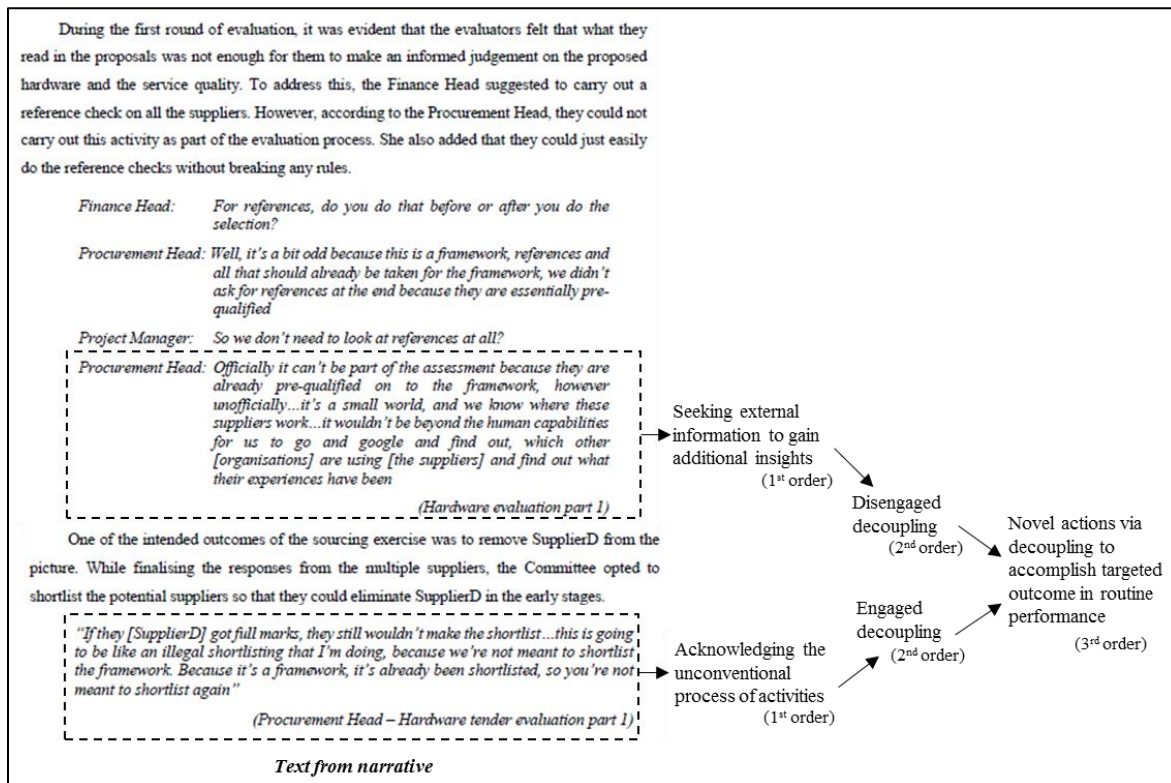 During the first round of evaluation, it was evident that the evaluators felt that what they
read in the proposals was not enough for them to make an informed judgement on the proposed
hardware and the service quality. To address this, the Finance Head suggested to carry out a
reference check on all the suppliers. However, according to the Procurement Head, they could not
carry out this activity as part of the evaluation process. She also added that they could just easily
do the reference checks without breaking any rules.
Finance Head: For references, do you do that before or after you do the
selection?
Procurement Head: Well, it's a bit odd because this is a framework, references and
all that should already be taken for the framework, we didn't
ask for references at the end because they are essentially pre-
qualified
Project Manager: So we don't need to look at references at all?
Procurement Head: Officially it can't be part of the assessment because they are
already pre-qualified on to the framework, however
unofficially…it's a small world, and we know where these
suppliers work…it wouldn't be beyond the human capabilities
for us to go and google and find out, which other
[organisations] are using [the suppliers] and find out what
their experiences have been
(Hardware evaluation part 1)
One of the intended outcomes of the sourcing exercise was to remove SupplierD from the
picture. While finalising the responses from the multiple suppliers, the Committee opted to
shortlist the potential suppliers so that they could eliminate SupplierD in the early stages.
"If they [SupplierD] got full marks, they still wouldn't make the shortlist…this is going
to be like an illegal shortlisting that I'm doing, because we're not meant to shortlist
the framework. Because it's a framework, it's already been shortlisted, so you're not
meant to shortlist again"
(Procurement Head – Hardware tender evaluation part 1)
Text from narrative
Seeking external
information to gain
additional insights
(1st order)
Acknowledging the
unconventional
process of activities
(1st order)
Disengaged
decoupling
(2nd order)
Engaged
decoupling
(2nd order)
Novel actions via
decoupling to
accomplish targeted
outcome in routine
performance
(3rd order)